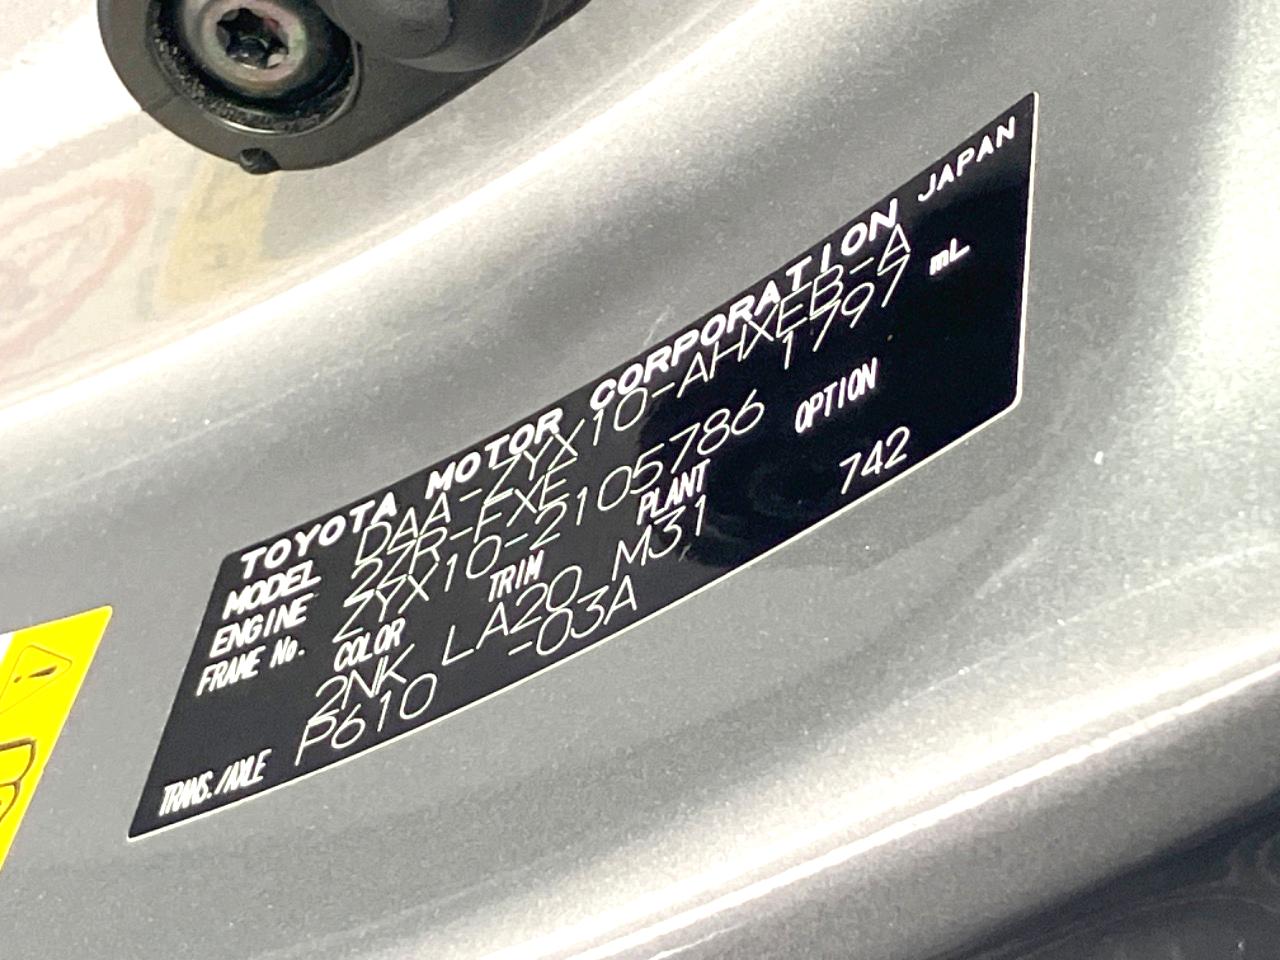 TOYOTA MOTOR CORPORATION JAPAN
MODEL DAA-ZYX10-AHXEB-A
ENGINE 2ZR-FXE 1797 mL
FRAME No. ZYX10-2105786
COLOR TRIM PLANT OPTION
2NK LA20 M31 742
TRANS./AXLE P610 -03A